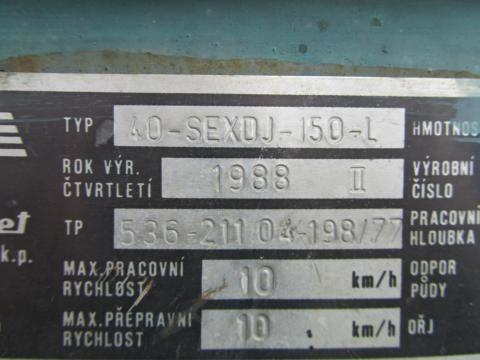 TYP 40-SEXDJ-150-L HMOTNOS
ROK VÝR. 1988 II VÝROBNÍ
ČTVRTLETÍ ČÍSLO
TP 536-211 04-198/77 PRACOVNÍ
HLOUBKA
k.p.
MAX.PRACOVNÍ 10 km/h ODPOR
RYCHLOST PŮDY
MAX.PŘEPRAVNÍ 10 km/h OŘJ
RYCHLOST